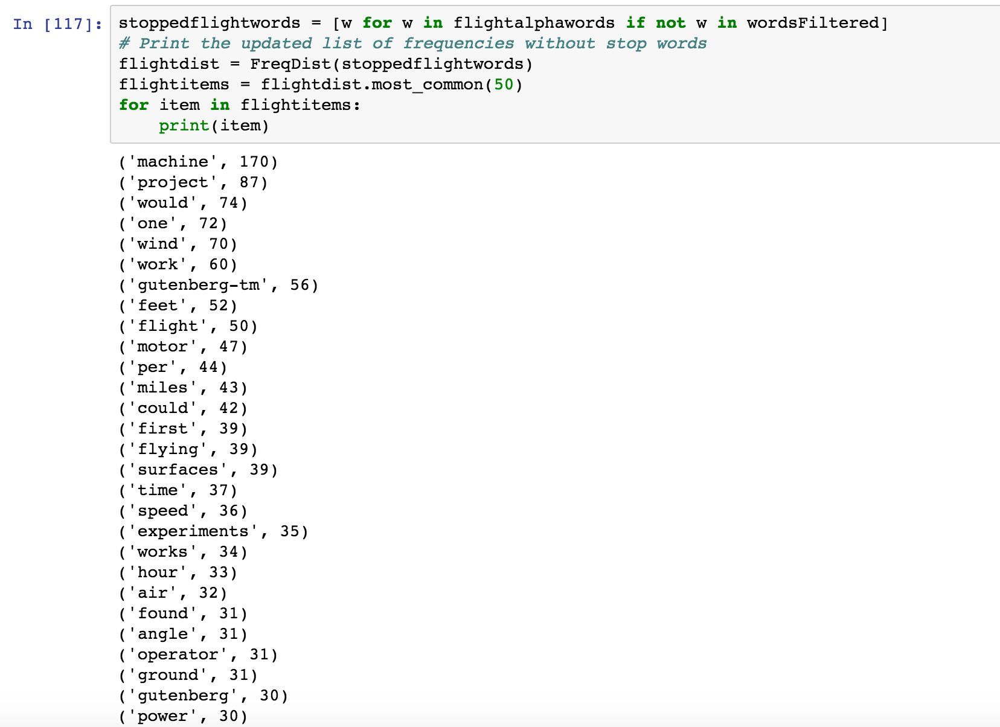 In [117]: stoppedflightwords = [w for w in flightalphawords if not w in wordsFiltered]
# Print the updated list of frequencies without stop words
flightdist = FreqDist(stoppedflightwords)
flightitems = flightdist.most_common(50)
for item in flightitems:
    print(item)
('machine', 170)
('project', 87)
('would', 74)
('one', 72)
('wind', 70)
('work', 60)
('gutenberg-tm', 56)
('feet', 52)
('flight', 50)
('motor', 47)
('per', 44)
('miles', 43)
('could', 42)
('first', 39)
('flying', 39)
('surfaces', 39)
('time', 37)
('speed', 36)
('experiments', 35)
('works', 34)
('hour', 33)
('air', 32)
('found', 31)
('angle', 31)
('operator', 31)
('ground', 31)
('gutenberg', 30)
('power', 30)